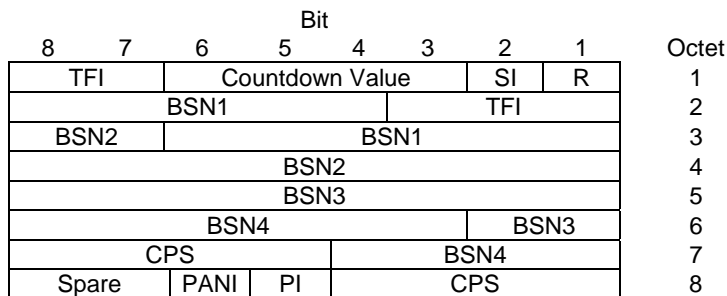 Bit
8 7 6 5 4 3 2 1 Octet
TFI Countdown Value SI R 1
BSN1 TFI 2
BSN2 BSN1 3
BSN2 4
BSN3 5
BSN4 BSN3 6
CPS BSN4 7
Spare PANI PI CPS 8